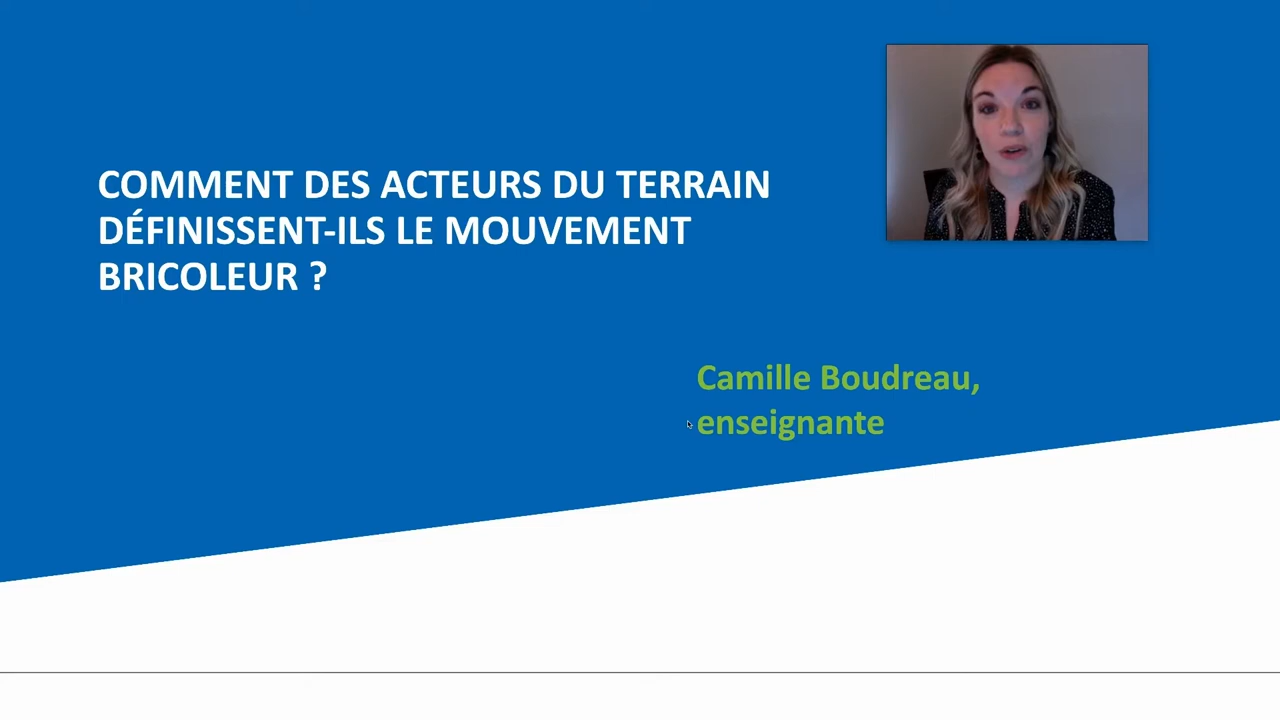 COMMENT DES ACTEURS DU TERRAIN
DÉFINISSENT-ILS LE MOUVEMENT
BRICOLEUR ?
Camille Boudreau,
enseignante